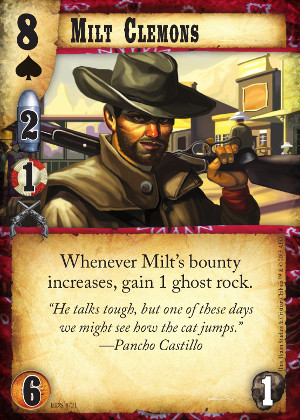 8
MILT CLEMONS
2
1
Whenever Milt's bounty
increases, gain 1 ghost rock.
"He talks tough, but one of these days
we might see how the cat jumps."
—Pancho Castillo
6
1